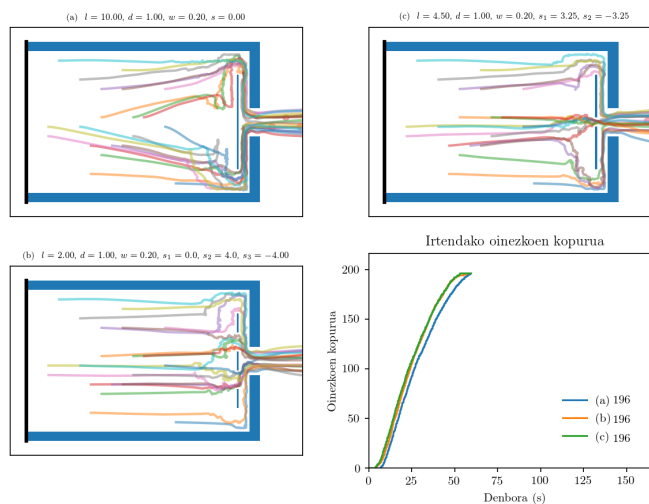 (a) l = 10.00, d = 1.00, w = 0.20, s = 0.00
(c) l = 4.50, d = 1.00, w = 0.20, s₁ = 3.25, s₂ = −3.25
(b) l = 2.00, d = 1.00, w = 0.20, s₁ = 0.0, s₂ = 4.0, s₃ = −4.00
Irtendako oinezkoen kopurua
Oinezkoen kopurua
200
150
100
50
0
(a) 196
(b) 196
(c) 196
0 25 50 75 100 125 150
Denbora (s)